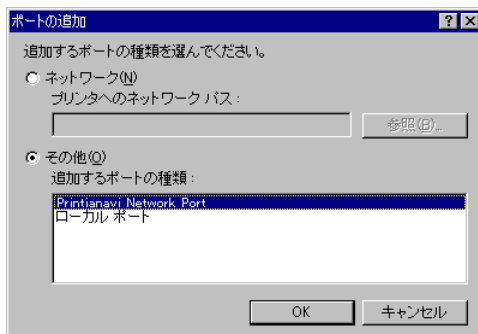 ポートの追加
追加するポートの種類を選んでください。
ネットワーク(N)
プリンタへのネットワーク パス：
参照(B)...
その他(O)
追加するポートの種類：
Printianavi Network Port
ローカル ポート
OK
キャンセル